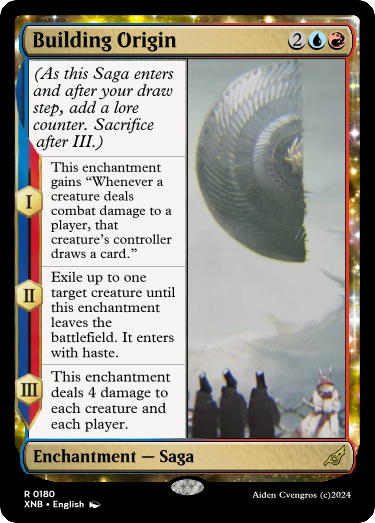 Building Origin 2
(As this Saga enters
and after your draw
step, add a lore
counter. Sacrifice
after III.)
I
This enchantment
gains “Whenever a
creature deals
combat damage to a
player, that
creature’s controller
draws a card.”
II
Exile up to one
target creature until
this enchantment
leaves the
battlefield. It enters
with haste.
III
This enchantment
deals 4 damage to
each creature and
each player.
Enchantment — Saga
R 0180
XNB • English
Aiden Cvengros (c)2024